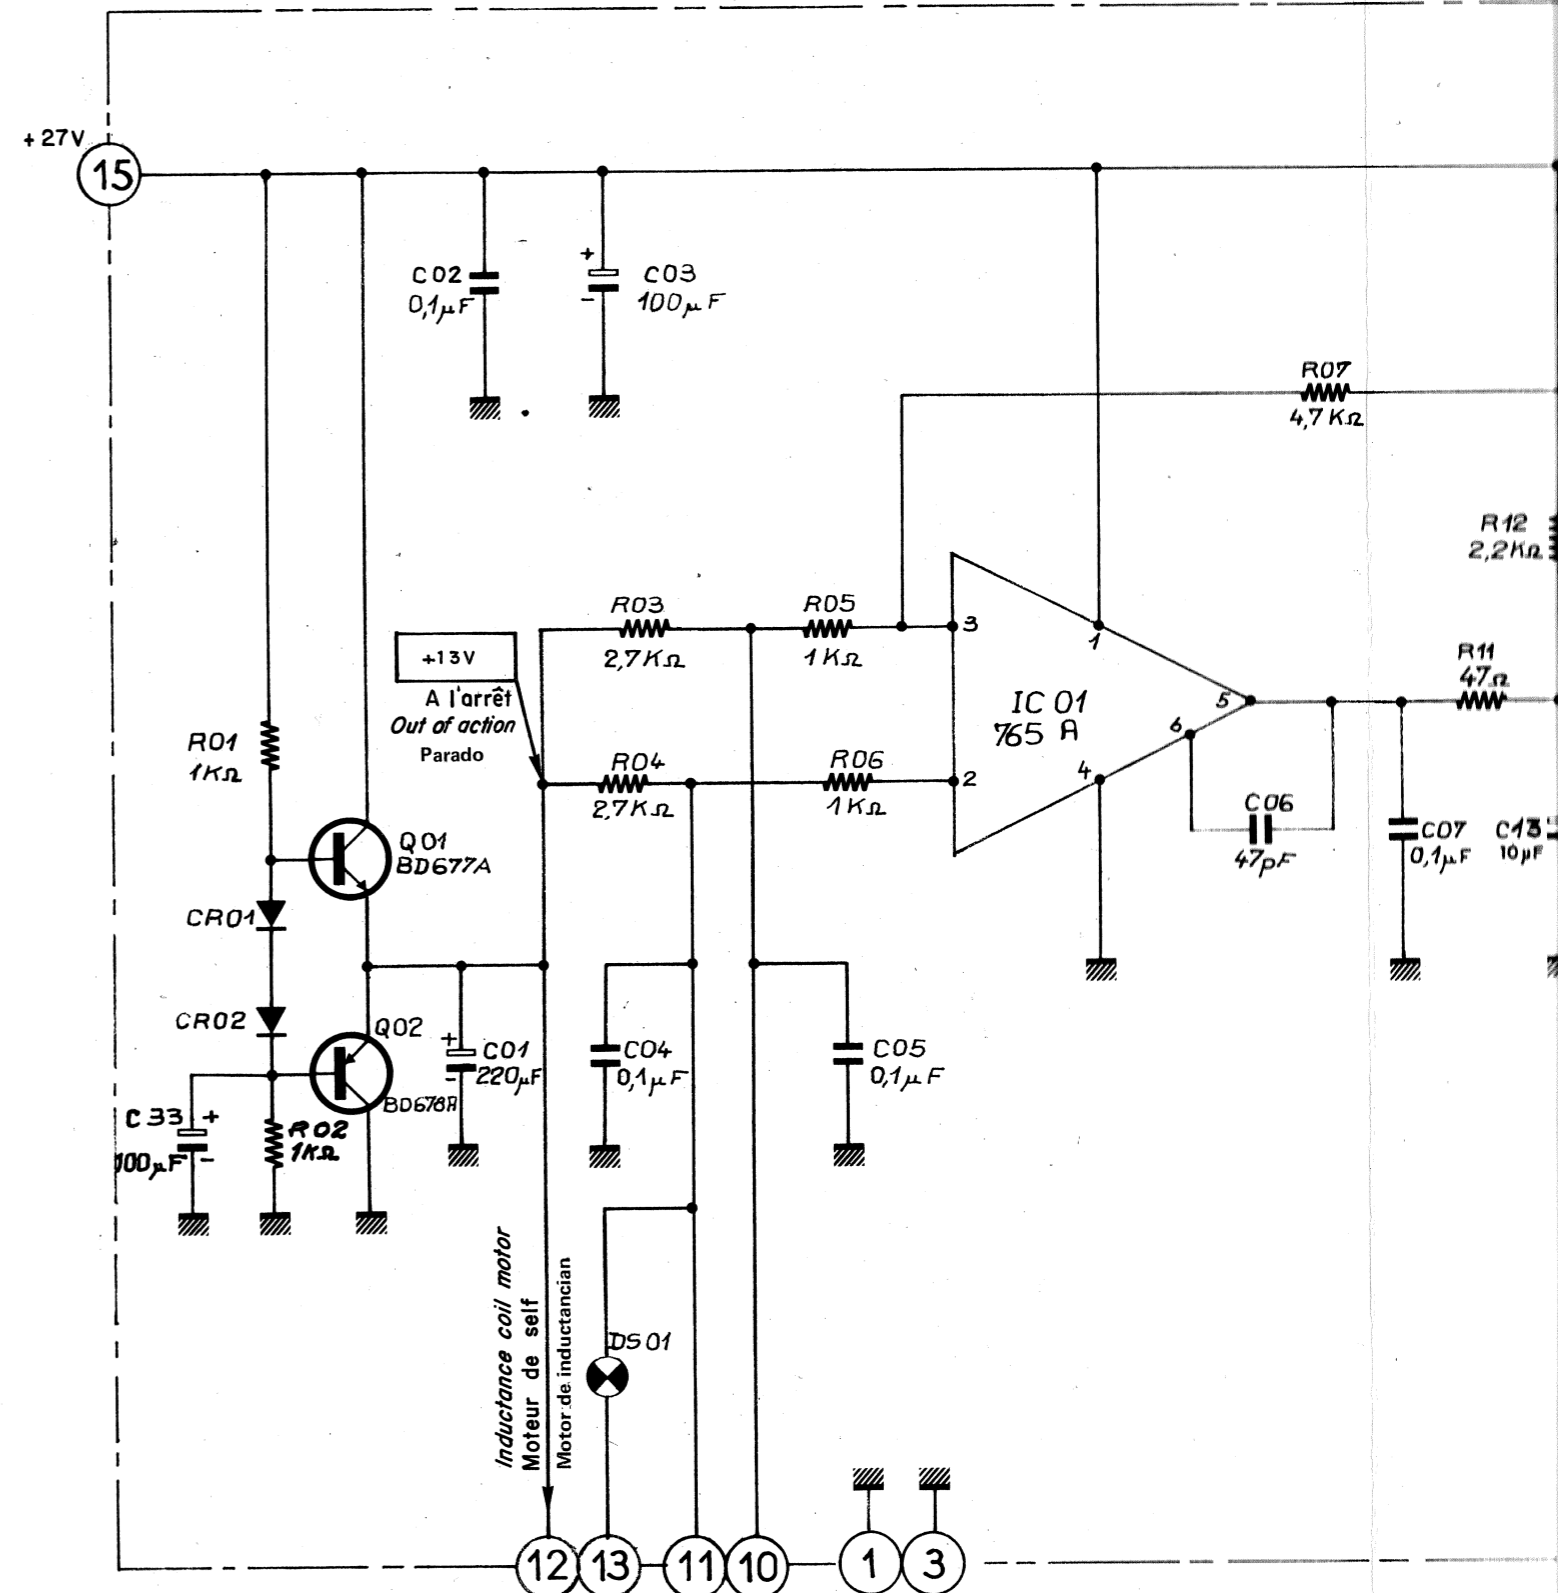 +27V
15
C02
0,1µF
+
C03
-
100µF
R07
4,7KΩ
R12
2,2KΩ
R03
2,7KΩ
R05
1KΩ
3
1
+13V
A l'arrêt
Out of action
Parado
IC 01
765 A
5
6
4
2
R11
47Ω
R01
1KΩ
R04
2,7KΩ
R06
1KΩ
C06
47pF
C07
0,1µF
C13
10µF
Q01
BD677A
CR01
CR02
Q02
BD678A
+
C01
-
220µF
C04
0,1µF
C05
0,1µF
C33
+
100µF
-
R02
1KΩ
Inductance coil motor
Moteur de self
Motor de inductancian
DS01
12
13
11
10
1
3